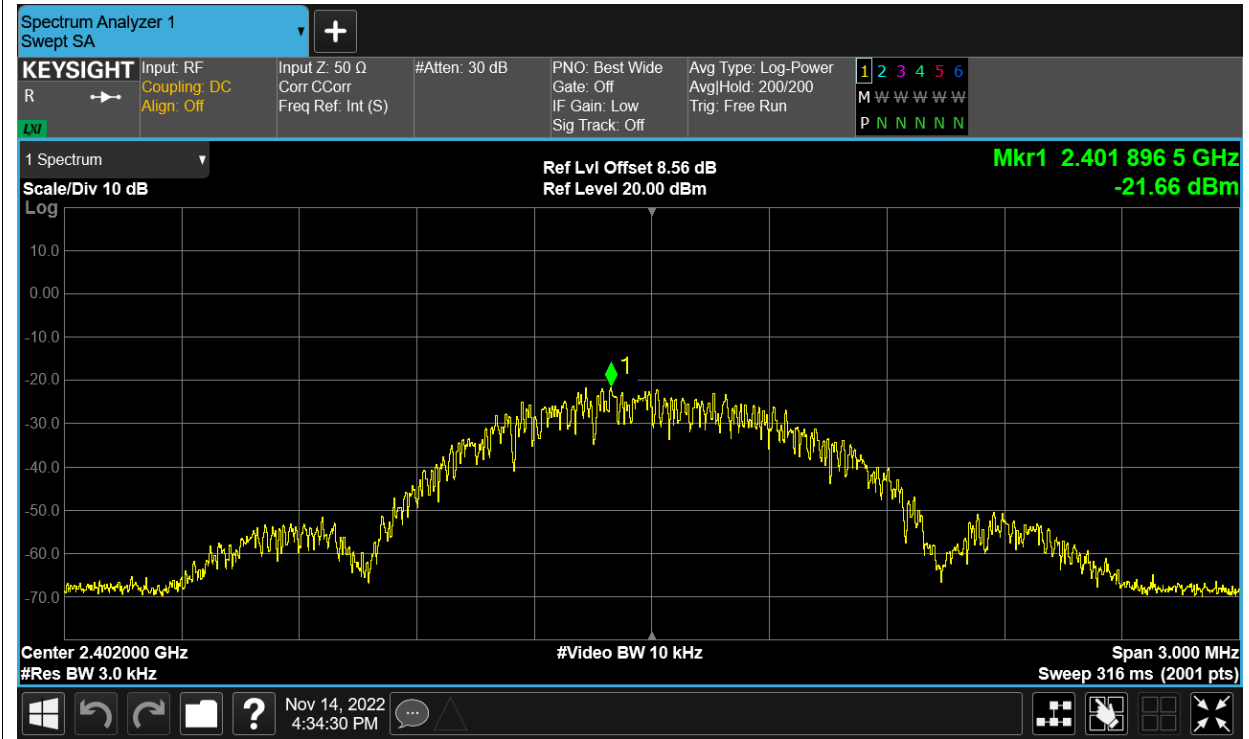 Spectrum Analyzer 1
Swept SA
+
KEYSIGHT
R
LXI
Input: RF
Coupling: DC
Align: Off
Input Z: 50 Ω
Corr CCorr
Freq Ref: Int (S)
#Atten: 30 dB
PNO: Best Wide
Gate: Off
IF Gain: Low
Sig Track: Off
Avg Type: Log-Power
Avg|Hold: 200/200
Trig: Free Run
1 2 3 4 5 6
M W W W W W W
P N N N N N N
1 Spectrum
Scale/Div 10 dB
Log
Ref Lvl Offset 8.56 dB
Ref Level 20.00 dBm
Mkr1 2.401 896 5 GHz
-21.66 dBm
10.0
0.00
-10.0
-20.0
-30.0
-40.0
-50.0
-60.0
-70.0
1
Center 2.402000 GHz
#Res BW 3.0 kHz
#Video BW 10 kHz
Span 3.000 MHz
Sweep 316 ms (2001 pts)
?
Nov 14, 2022
4:34:30 PM